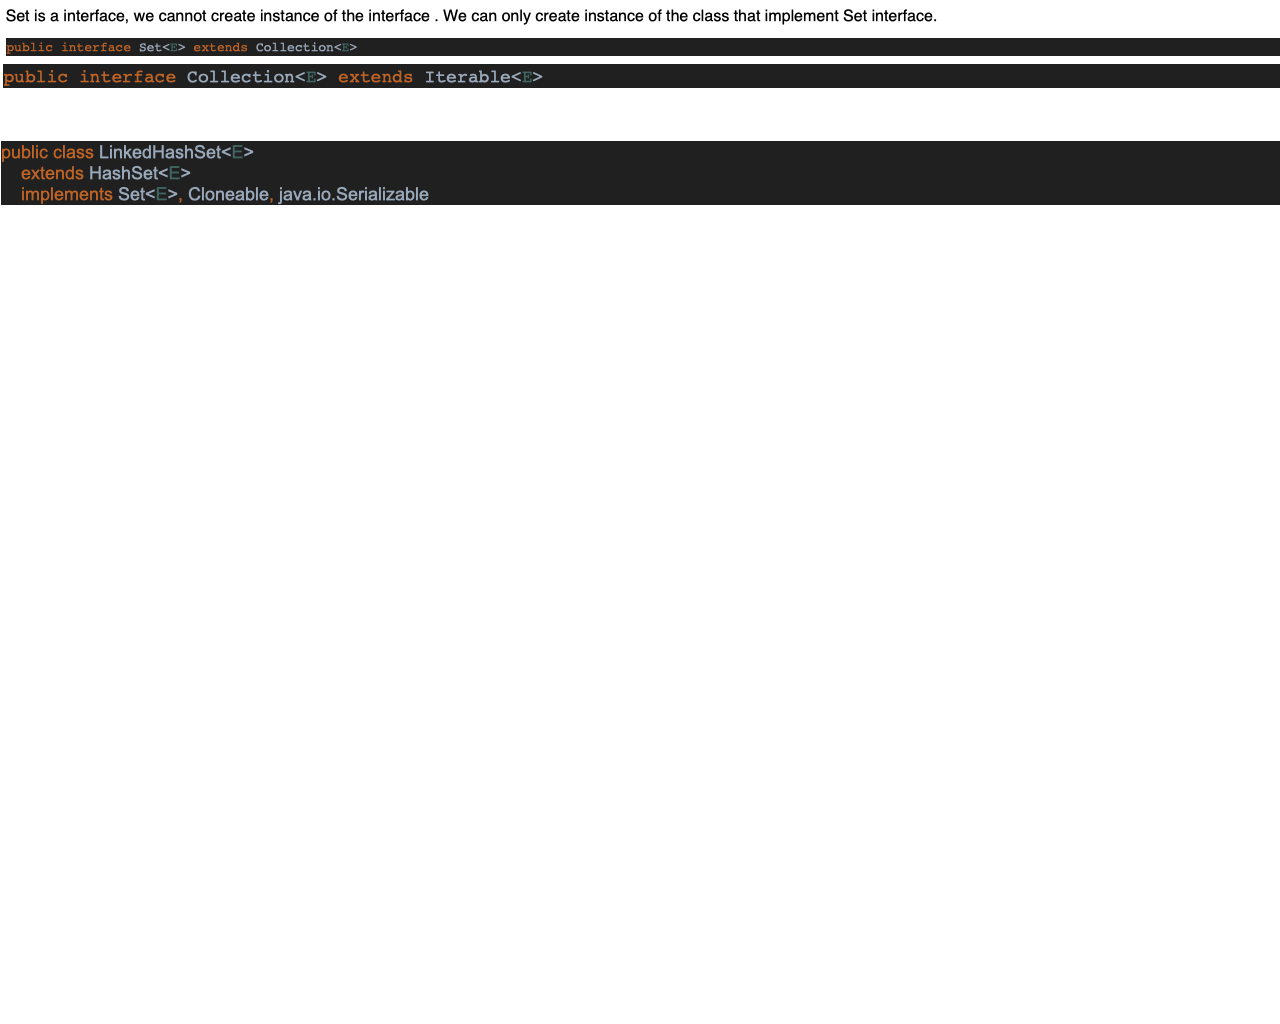 Set is a interface, we cannot create instance of the interface . We can only create instance of the class that implement Set interface.
public interface Set<E> extends Collection<E>
public interface Collection<E> extends Iterable<E>
public class LinkedHashSet<E>
    extends HashSet<E>
    implements Set<E>, Cloneable, java.io.Serializable